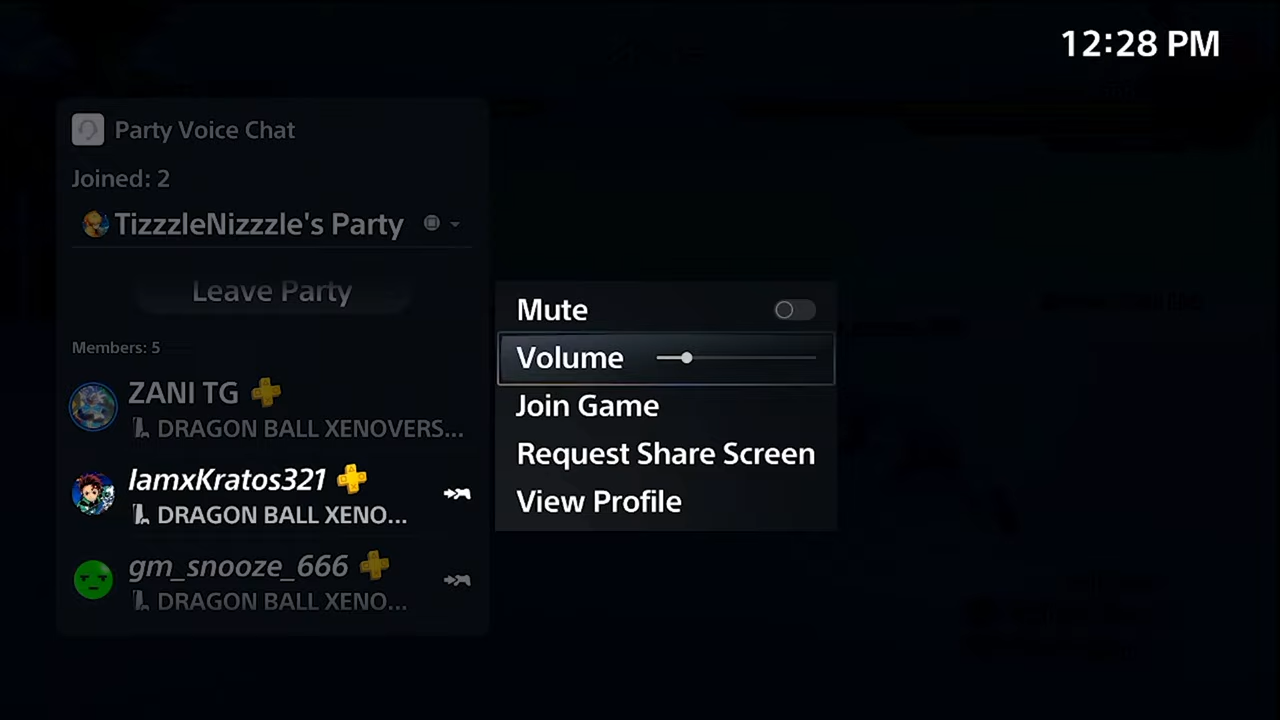 12:28 PM
Party Voice Chat
Joined: 2
TizzzleNizzzle's Party
Leave Party
Members: 5
ZANI TG
DRAGON BALL XENOVERS...
IamxKratos321
DRAGON BALL XENO...
gm_snooze_666
DRAGON BALL XENO...
Mute
Volume
Join Game
Request Share Screen
View Profile